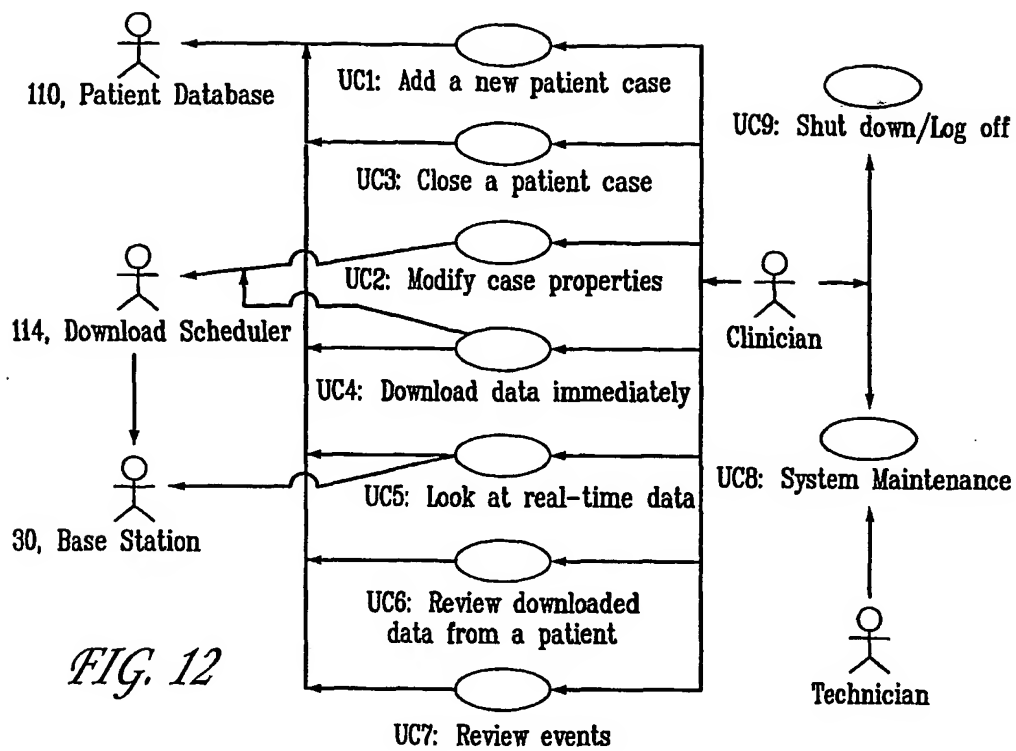 110, Patient Database
UC1: Add a new patient case
UC9: Shut down/Log off
UC3: Close a patient case
UC2: Modify case properties
114, Download Scheduler
Clinician
UC4: Download data immediately
UC5: Look at real-time data
UC8: System Maintenance
30, Base Station
UC6: Review downloaded
data from a patient
FIG. 12
Technician
UC7: Review events